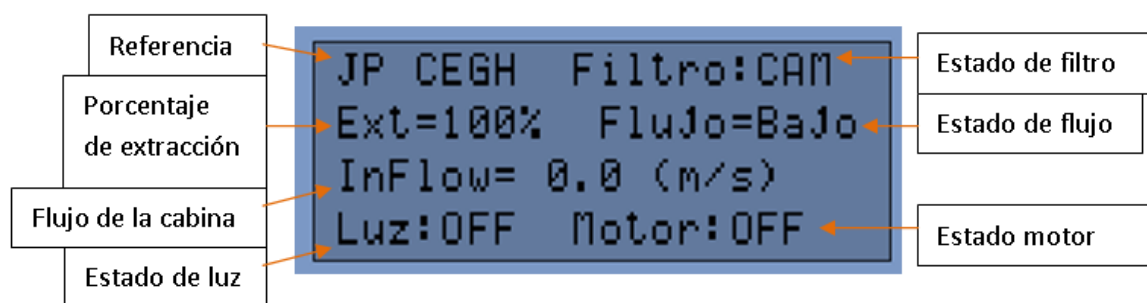 Referencia
Porcentaje
de extracción
Flujo de la cabina
Estado de luz
JP CEGH Filtro:CAM
Ext=100% Flujo=Bajo
InFlow= 0.0 (m/s)
Luz:OFF Motor:OFF
Estado de filtro
Estado de flujo
Estado motor